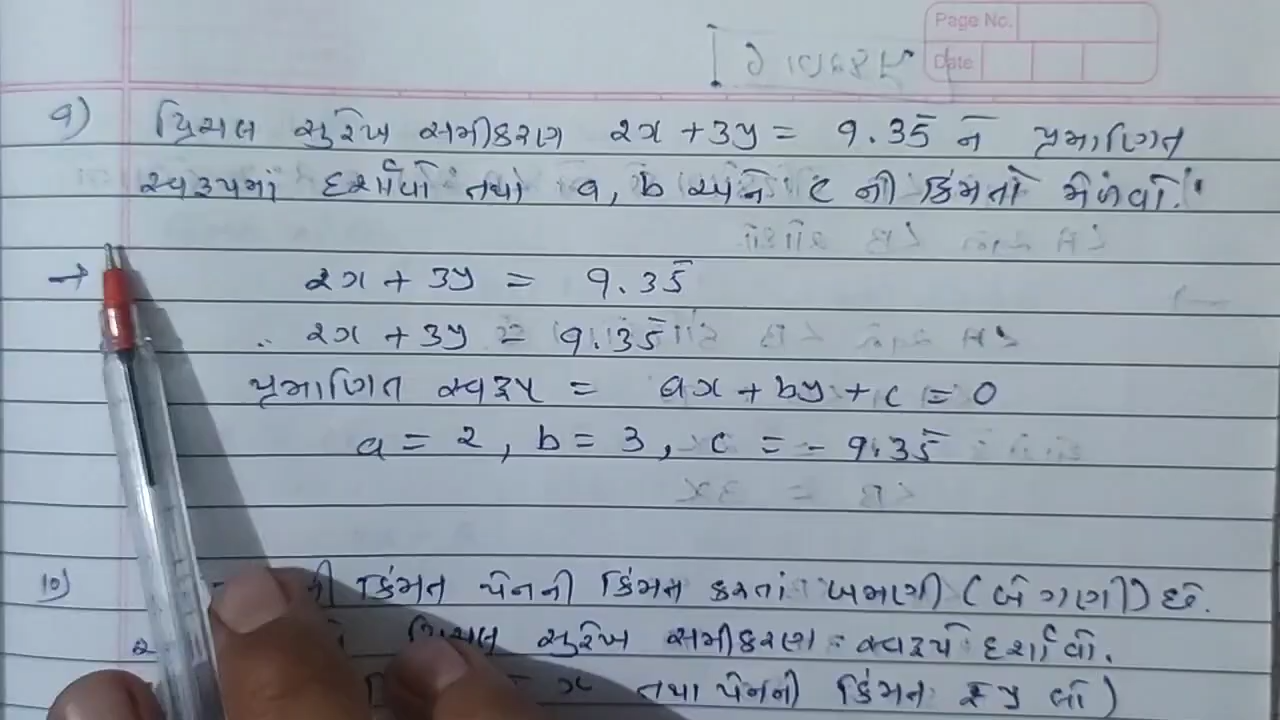 Page No.
Date
9) દ્વિચલ સુરેખ સમીકરણ 2x + 3y = 9.35̄ ને પ્રમાણિત
સ્વરૂપમાં દર્શાવો તથા a, b અને c ની કિંમતો મેળવો.
→ 2x + 3y = 9.35̄
∴ 2x + 3y = 9.35̄
પ્રમાણિત સ્વરૂપ = ax + by + c = 0
a = 2, b = 3, c = - 9.35̄
10) ની કિંમત પેનની કિંમત કરતાં બમણી (બે ગણી) છે.
દ્વિચલ સુરેખ સમીકરણ સ્વરૂપે દર્શાવો.
x તથા પેનની કિંમત ₹ y લો)